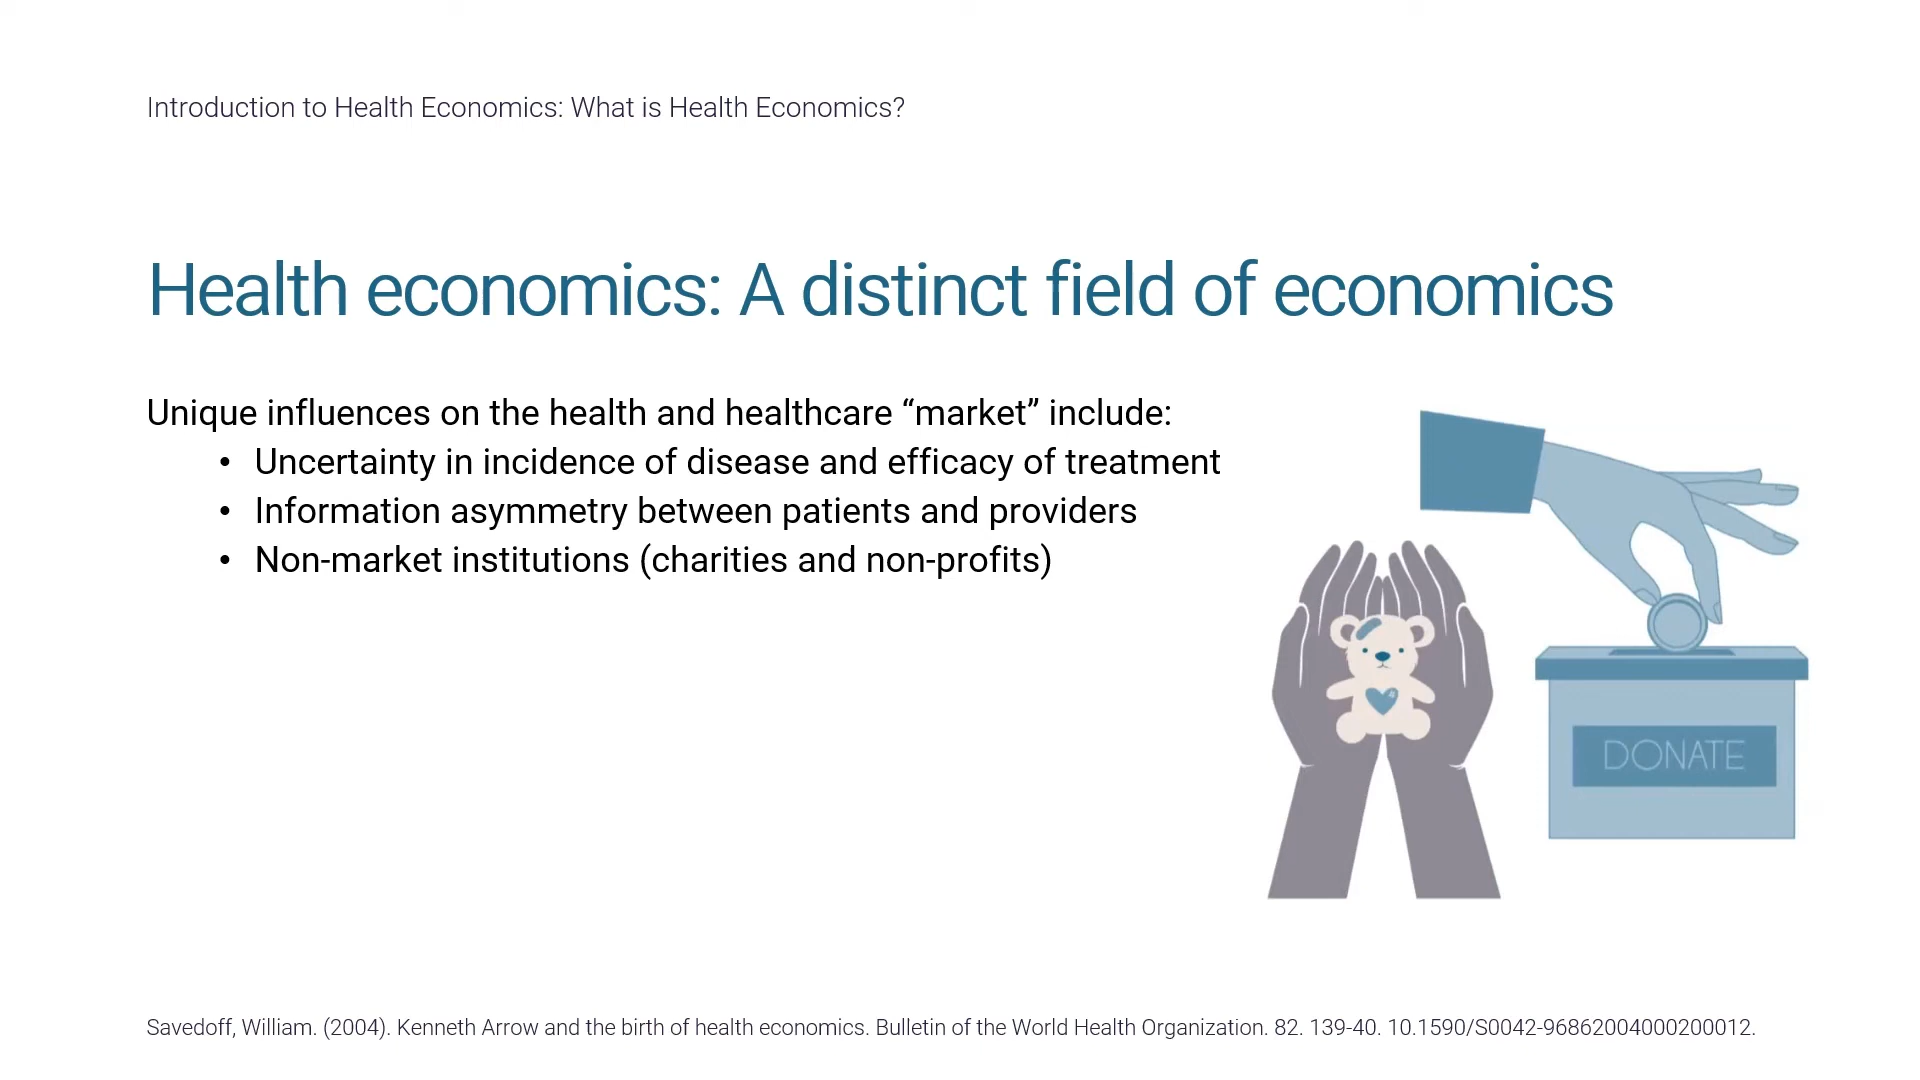 Introduction to Health Economics: What is Health Economics?
Health economics: A distinct field of economics
Unique influences on the health and healthcare “market” include:
• Uncertainty in incidence of disease and efficacy of treatment
• Information asymmetry between patients and providers
• Non-market institutions (charities and non-profits)
DONATE
Savedoff, William. (2004). Kenneth Arrow and the birth of health economics. Bulletin of the World Health Organization. 82. 139-40. 10.1590/S0042-96862004000200012.